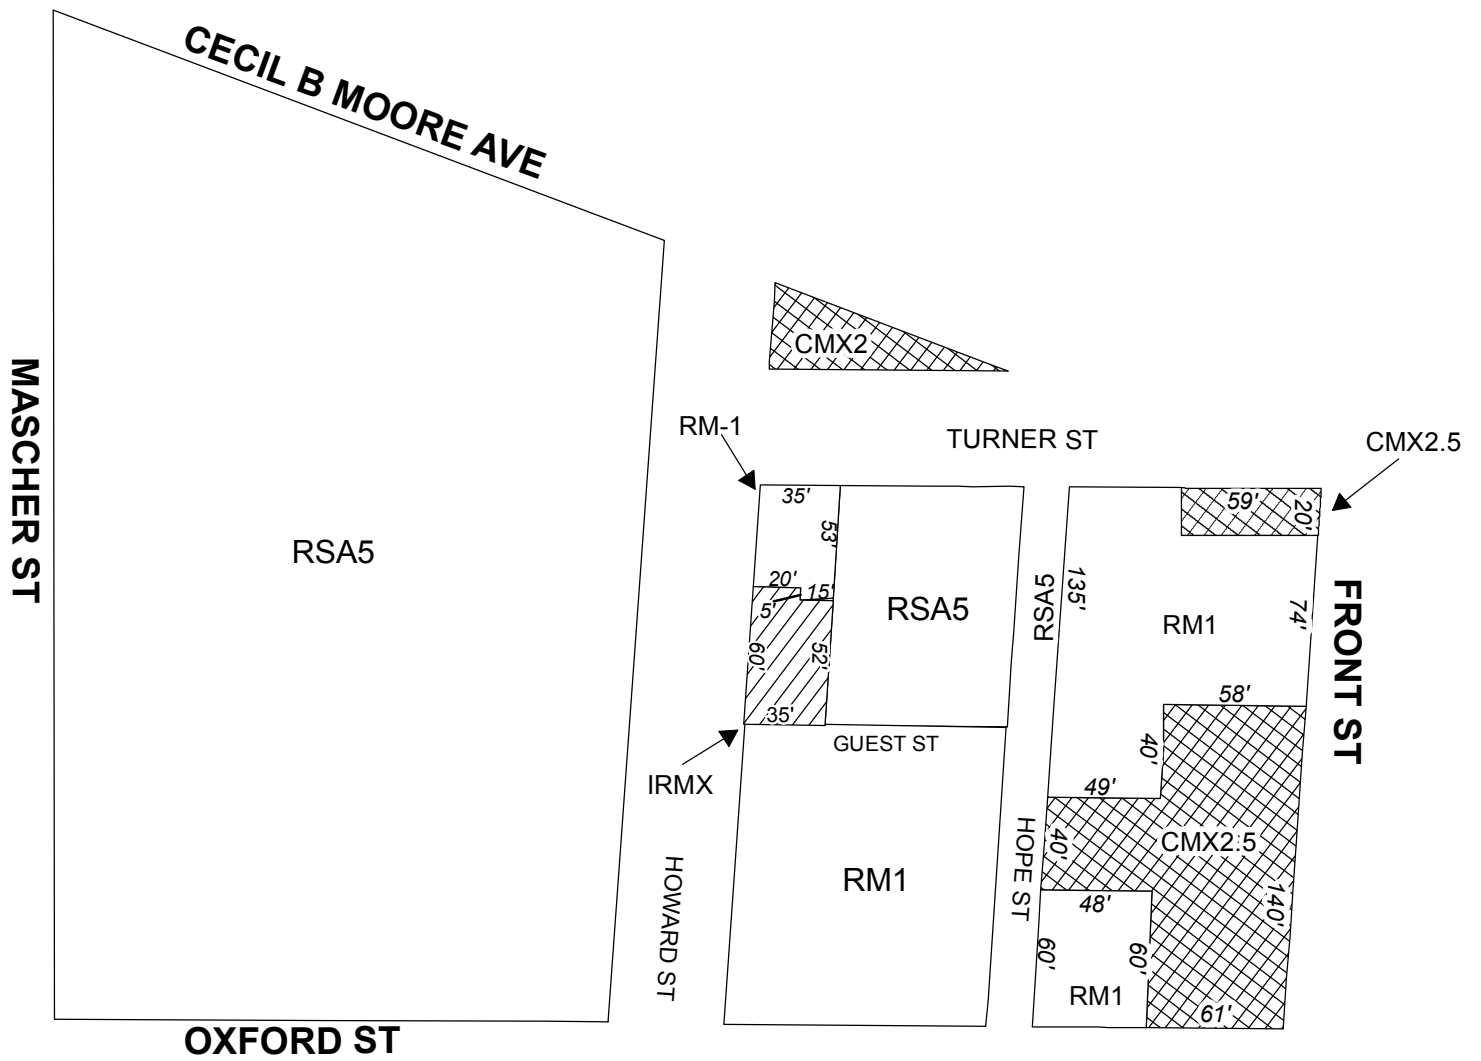 CECIL B MOORE AVE
MASCHER ST
RSA5
OXFORD ST
CMX2
TURNER ST
RM-1
CMX2.5
35'
53'
20'
15'
5'
60'
52'
35'
IRMX
RSA5
GUEST ST
RM1
HOWARD ST
HOPE ST
RSA5
135'
59'
20'
RM1
74'
FRONT ST
58'
40'
49'
40'
CMX2.5
140'
48'
60'
60'
RM1
61'